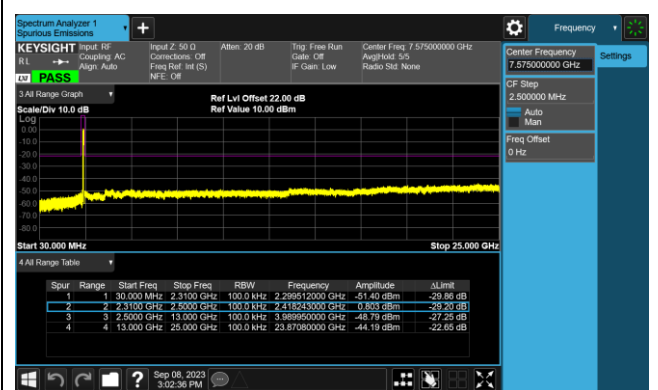 Spectrum Analyzer 1
Spurious Emissions
Frequency
KEYSIGHT Input: RF Input Z: 50 Ω Atten: 20 dB Trig: Free Run Center Freq: 7.575000000 GHz
RL Coupling: AC Corrections: Off Gate: Off Avg|Hold: 5/5
Align: Auto Freq Ref: Int (S) IF Gain: Low Radio Std: None
NFE: Off
LXI PASS
Center Frequency
7.575000000 GHz
Settings
CF Step
2.500000 MHz
Auto
Man
Freq Offset
0 Hz
3 All Range Graph
Ref Lvl Offset 22.00 dB
Scale/Div 10.0 dB Ref Value 10.00 dBm
Log
0.00
-10.0
-20.0
-30.0
-40.0
-50.0
-60.0
-70.0
-80.0
Start 30.000 MHz Stop 25.000 GHz
4 All Range Table
Spur Range Start Freq Stop Freq RBW Frequency Amplitude ΔLimit
1 1 30.000 MHz 2.3100 GHz 100.0 kHz 2.299512000 GHz -51.40 dBm -29.86 dB
2 2 2.3100 GHz 2.5000 GHz 100.0 kHz 2.418243000 GHz 0.803 dBm -29.20 dB
3 3 2.5000 GHz 13.000 GHz 100.0 kHz 3.989950000 GHz -48.79 dBm -27.25 dB
4 4 13.000 GHz 25.000 GHz 100.0 kHz 23.87080000 GHz -44.19 dBm -22.65 dB
Sep 08, 2023
3:02:36 PM